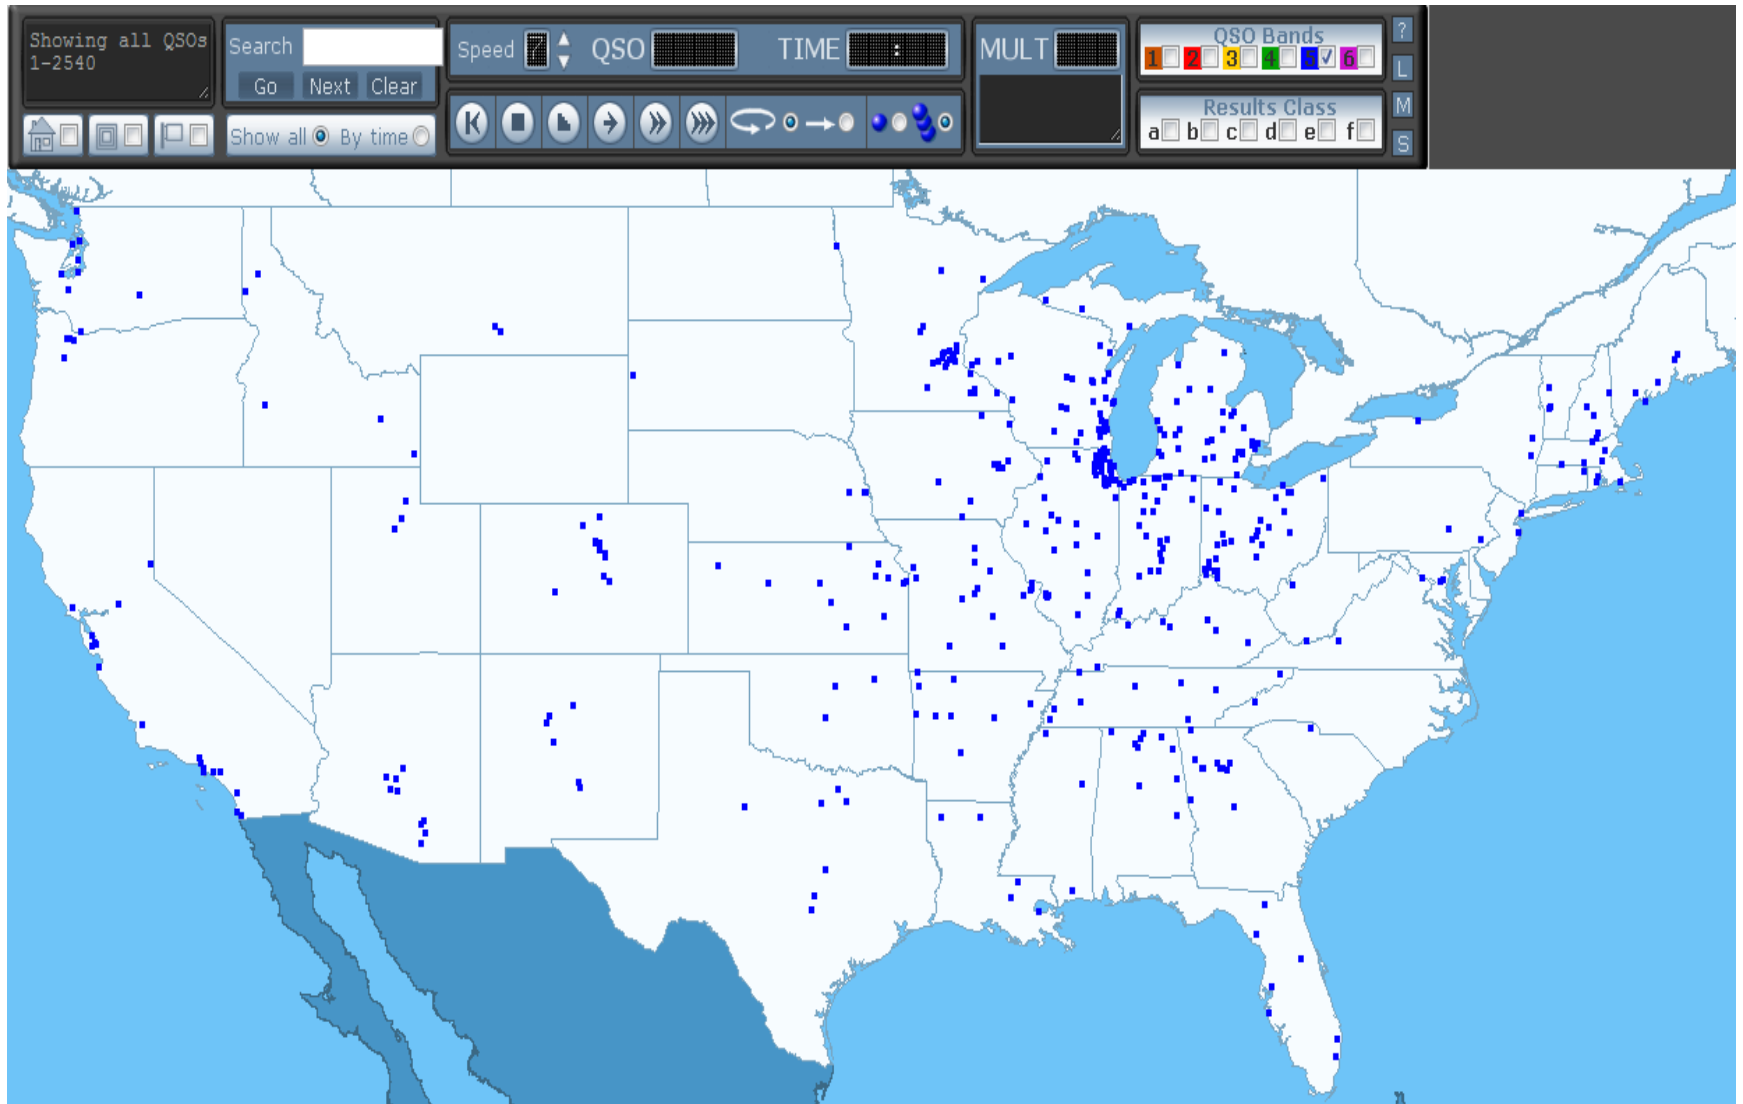 Showing all QSOs
1-2540
Search
Go Next Clear
Show all By time
Speed 7 QSO TIME :
MULT
QSO Bands
1 2 3 4 5 6
Results Class
a b c d e f
?
L
M
S